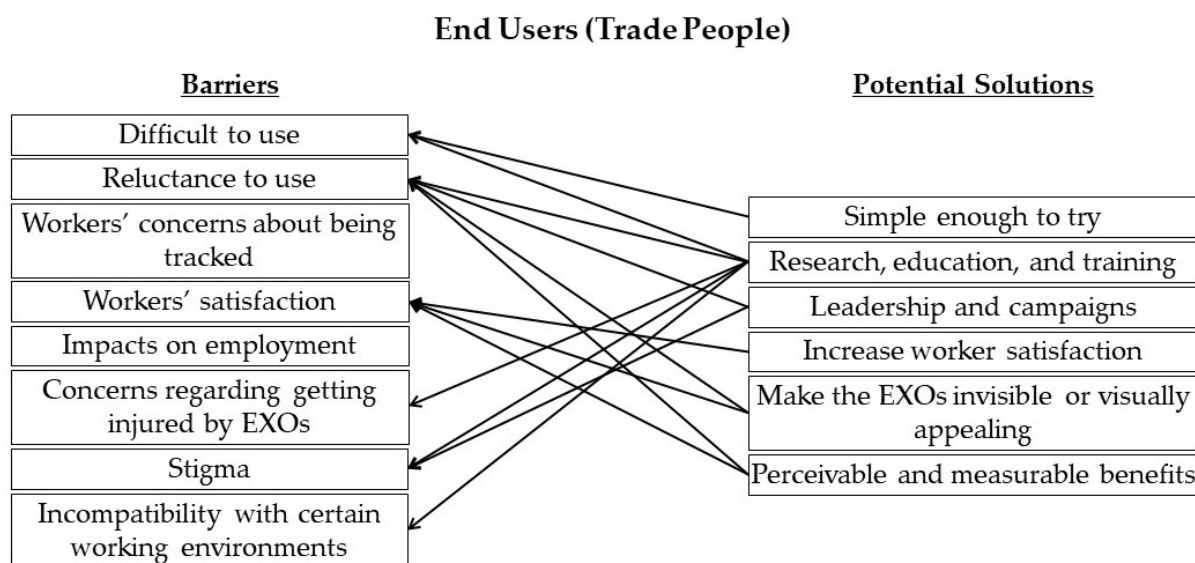 End Users (Trade People)
Barriers
Difficult to use
Reluctance to use
Workers' concerns about being
tracked
Workers' satisfaction
Impacts on employment
Concerns regarding getting
injured by EXOs
Stigma
Incompatibility with certain
working environments
Potential Solutions
Simple enough to try
Research, education, and training
Leadership and campaigns
Increase worker satisfaction
Make the EXOs invisible or visually
appealing
Perceivable and measurable benefits